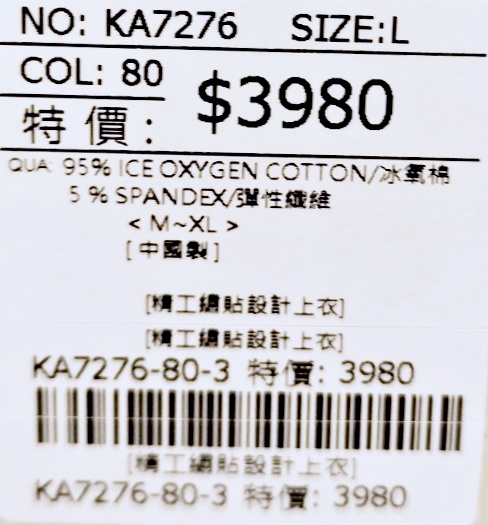 NO: KA7276 SIZE:L
COL: 80
特價: $3980
QUA: 95% ICE OXYGEN COTTON/冰氧棉
5 % SPANDEX/彈性纖維
< M~XL >
[中國製]
[精工繡貼設計上衣]
[精工繡貼設計上衣]
KA7276-80-3 特價: 3980
[精工繡貼設計上衣]
KA7276-80-3 特價: 3980